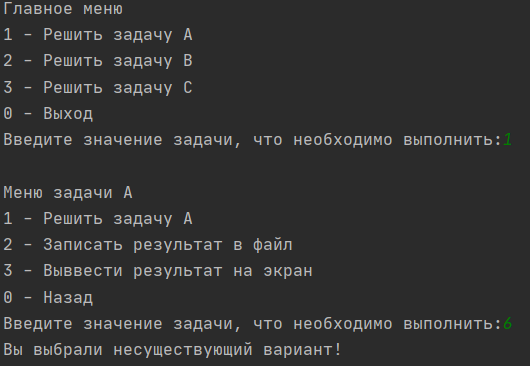 Главное меню
1 - Решить задачу A
2 - Решить задачу B
3 - Решить задачу C
0 - Выход
Введите значение задачи, что необходимо выполнить:1
Меню задачи A
1 - Решить задачу A
2 - Записать результат в файл
3 - Выввести результат на экран
0 - Назад
Введите значение задачи, что необходимо выполнить:6
Вы выбрали несуществующий вариант!